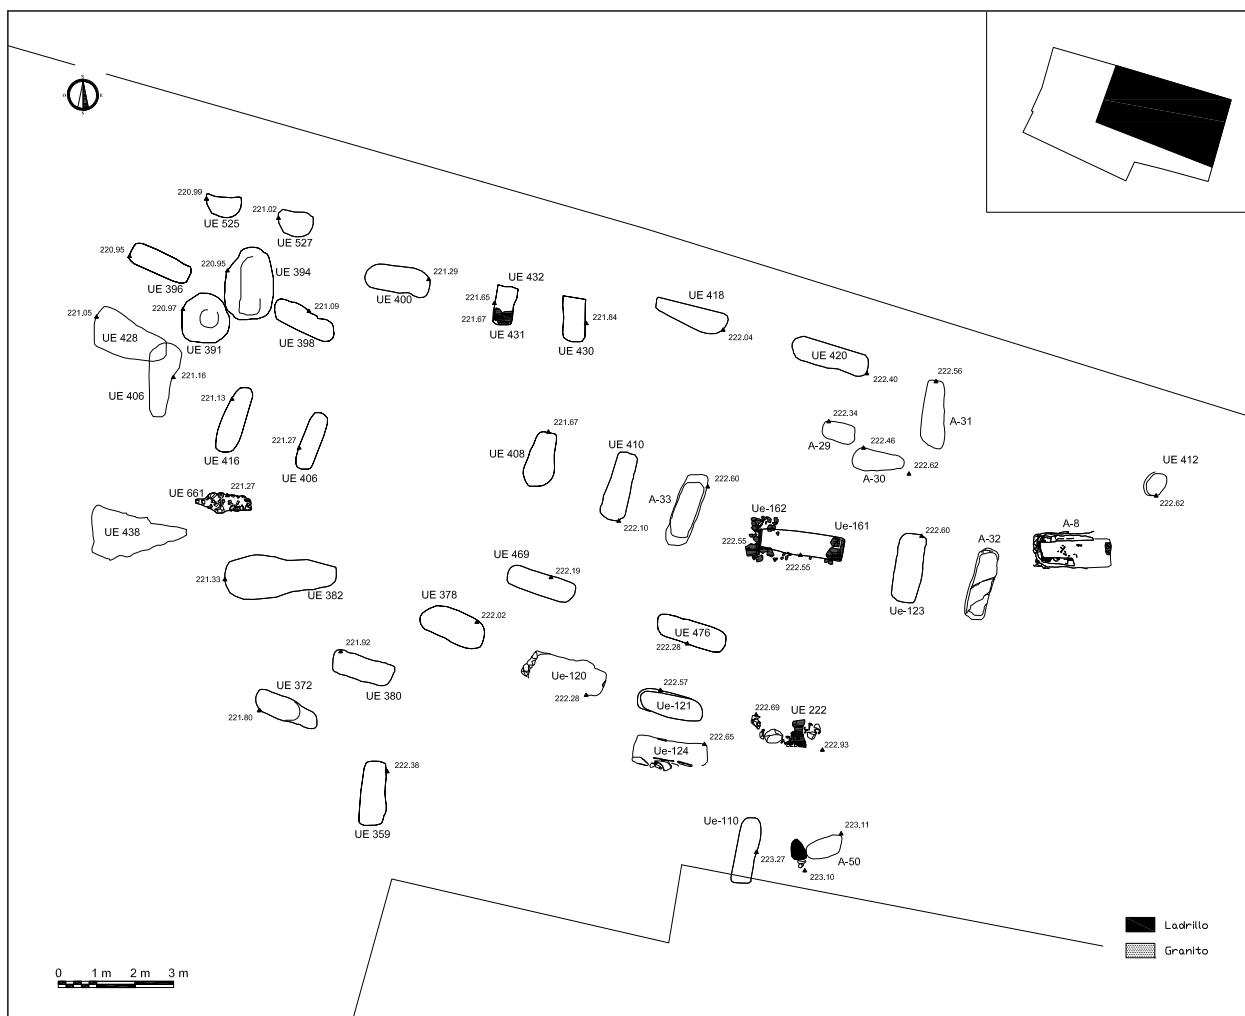 S
O
E
S
220.99
UE 525
221.02
UE 527
220.95
UE 396
220.95
UE 394
221.29
UE 400
UE 432
221.65
221.67
UE 431
221.84
UE 430
UE 418
222.04
221.05
UE 428
220.97
UE 391
221.09
UE 398
UE 420
222.40
222.56
A-31
221.16
UE 406
221.13
UE 416
221.27
UE 406
221.67
UE 408
UE 410
222.10
222.34
A-29
222.46
A-30
222.62
UE 412
222.62
UE 661
221.27
UE 438
A-33
222.60
Ue-162
Ue-161
222.55
222.55
222.60
Ue-123
A-32
A-8
221.33
UE 382
UE 469
222.19
UE 378
222.02
UE 476
222.28
221.92
UE 380
UE 372
221.80
Ue-120
222.28
222.57
Ue-121
222.65
Ue-124
222.69
UE 222
222.93
222.38
UE 359
Ue-110
223.27
223.11
A-50
223.10
Ladrillo
Granito
0 1 m 2 m 3 m